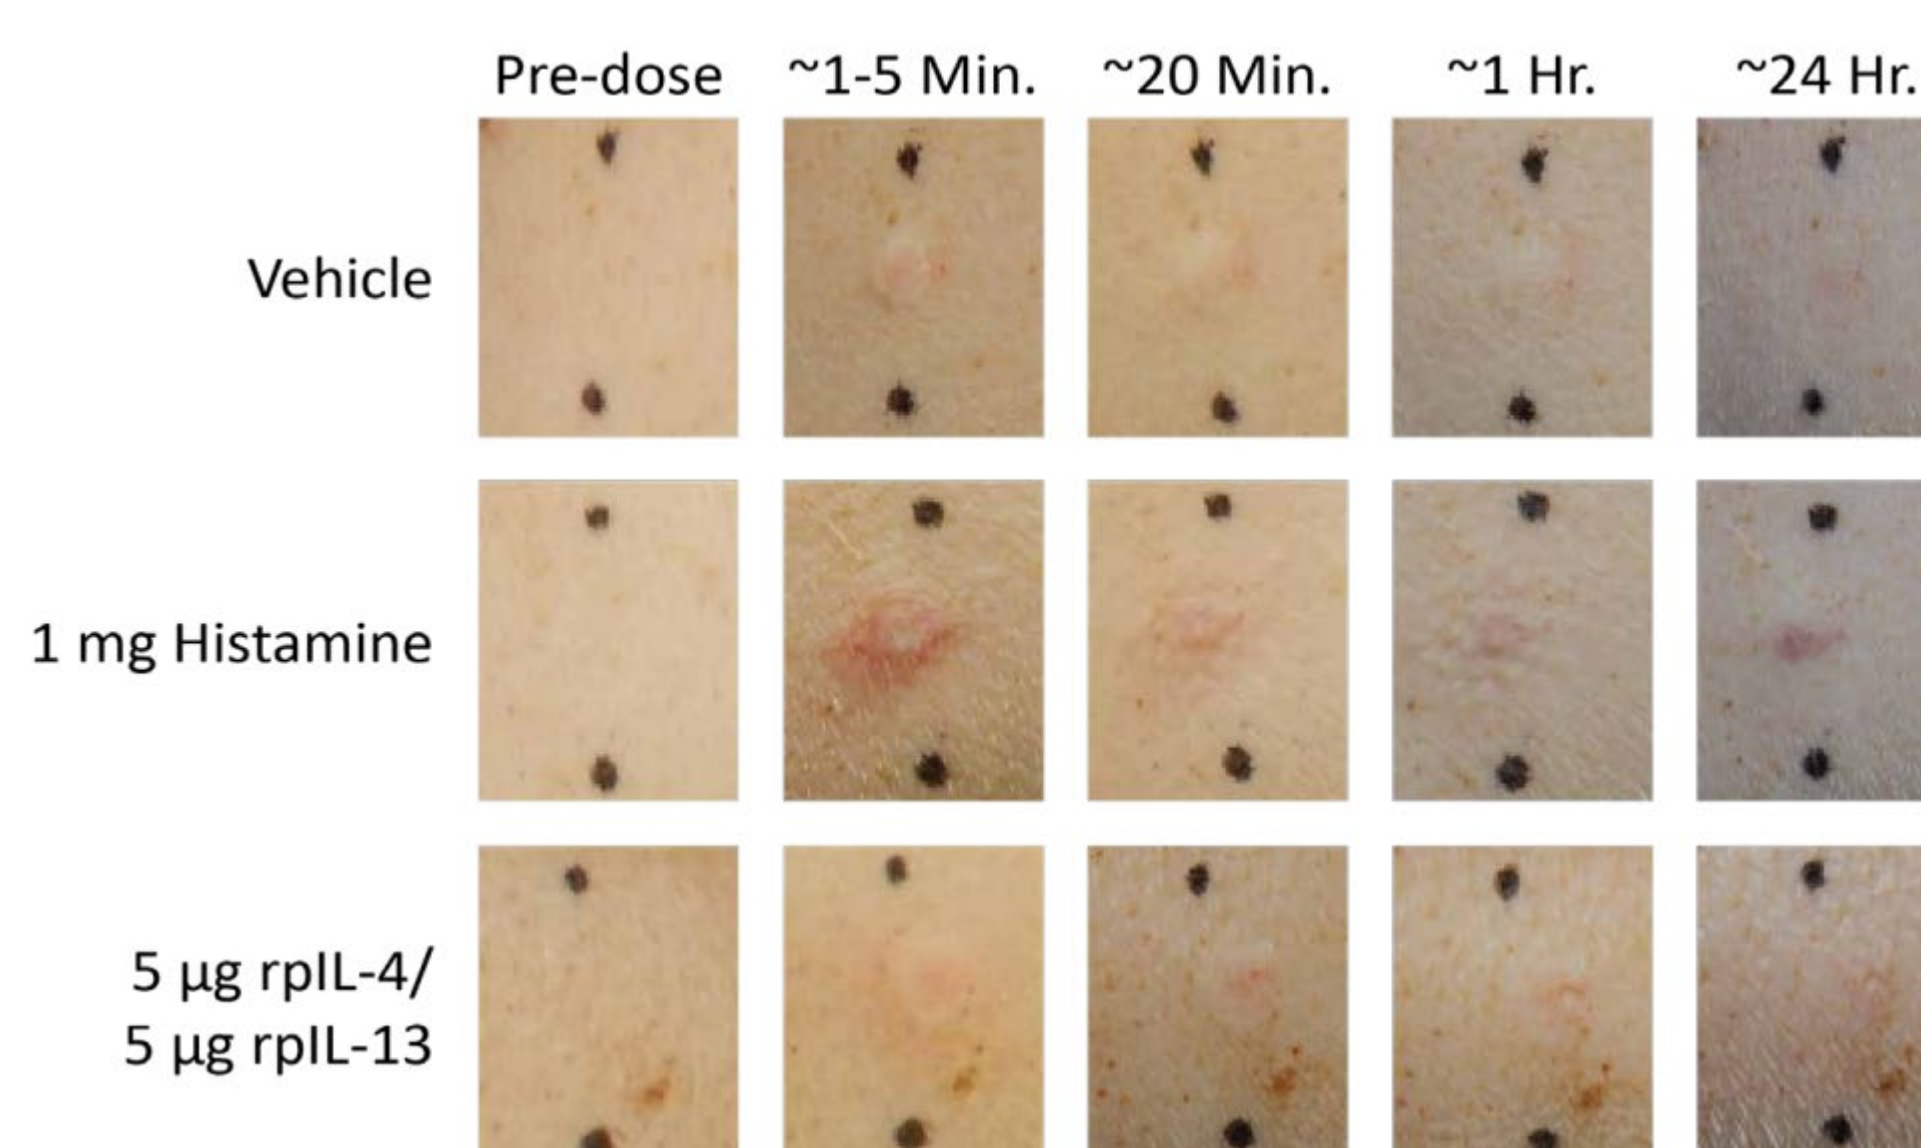 Pre-dose ~1-5 Min. ~20 Min. ~1 Hr. ~24 Hr.
Vehicle
1 mg Histamine
5 µg rpIL-4/
5 µg rpIL-13